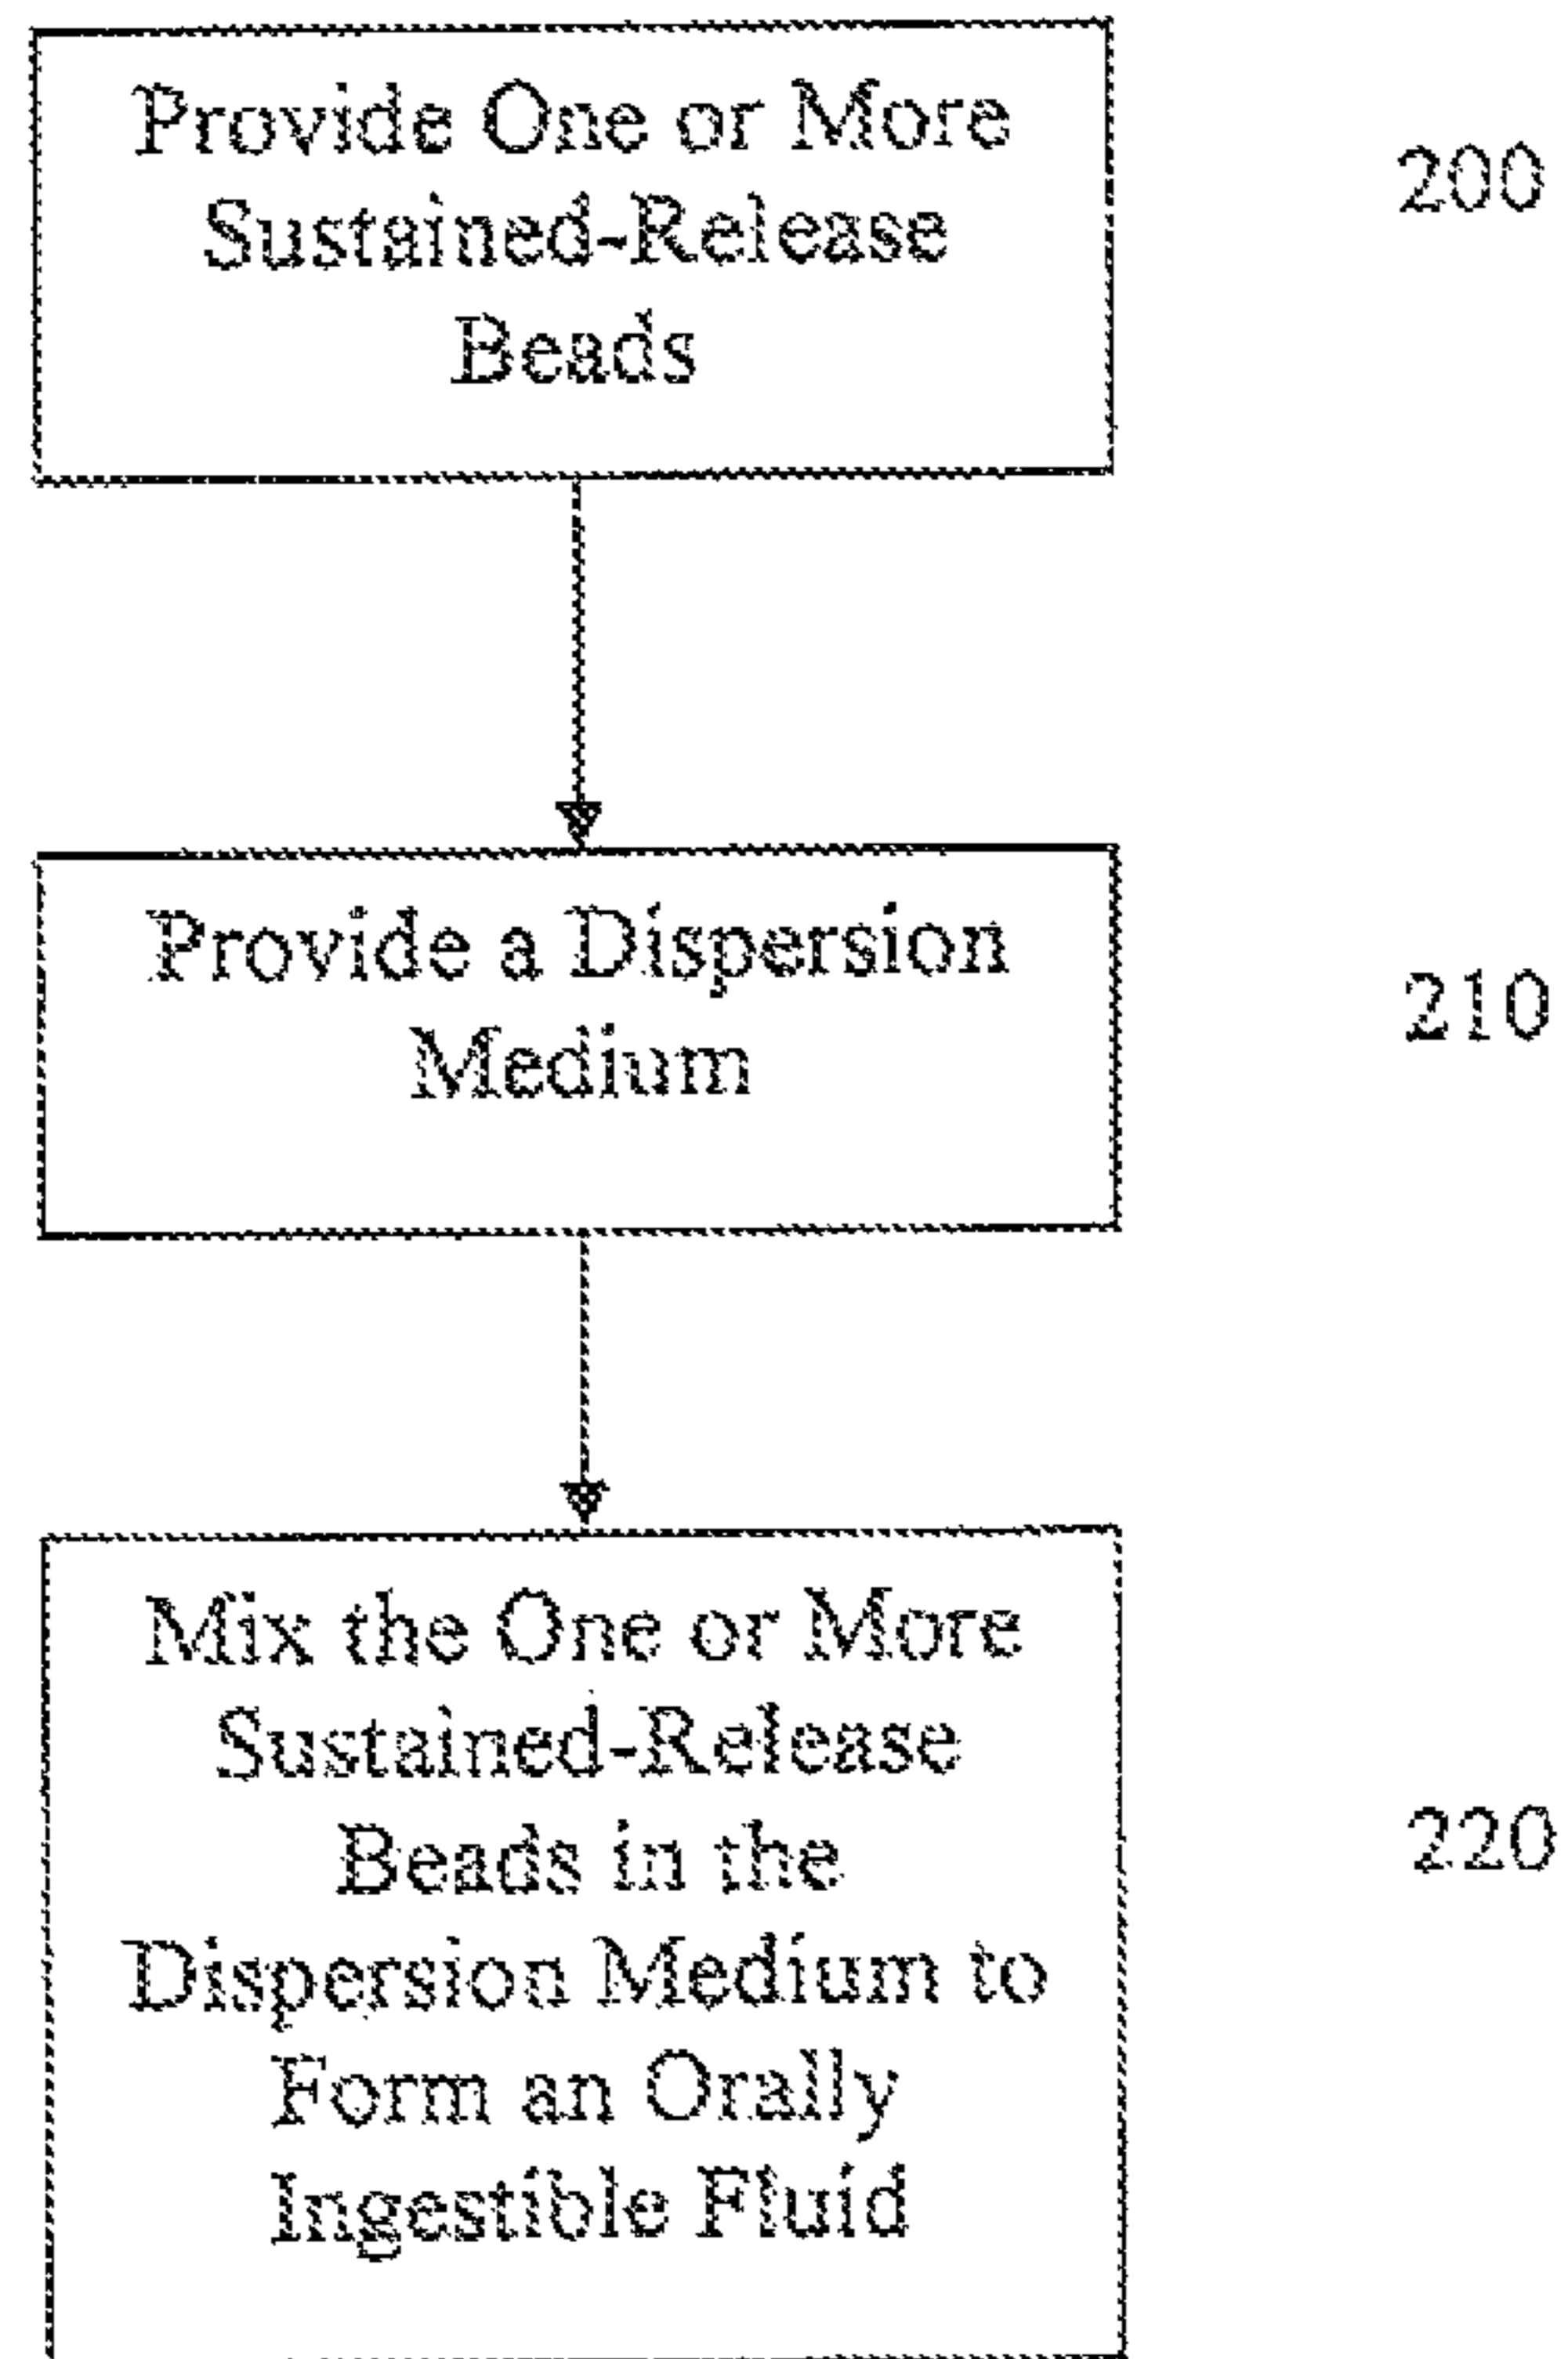 Provide One or More
Sustained-Release
Beads
200
Provide a Dispersion
Medium
210
Mix the One or More
Sustained-Release
Beads in the
Dispersion Medium to
Form an Orally
Ingestible Fluid
220